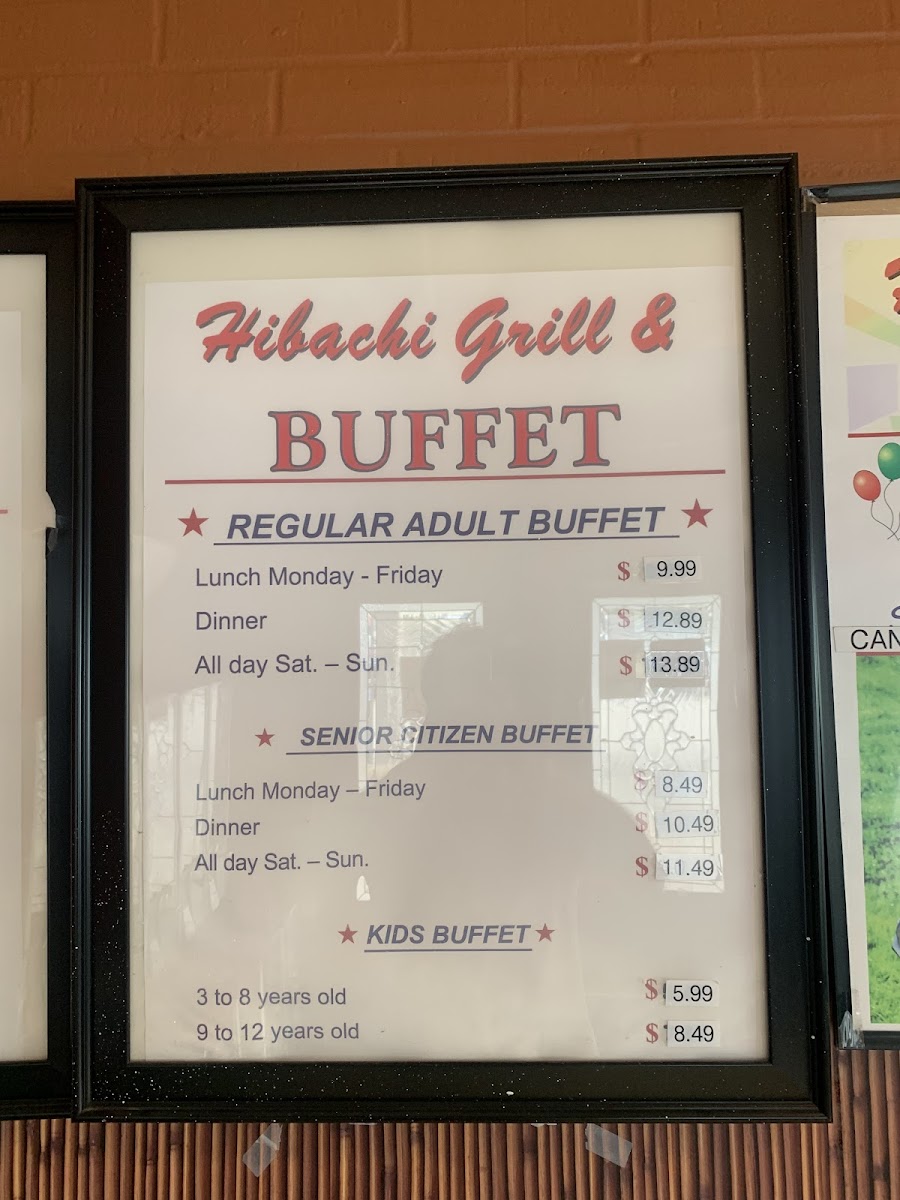 Hibachi Grill &
BUFFET
REGULAR ADULT BUFFET
Lunch Monday - Friday $ 9.99
Dinner $ 12.89
All day Sat. – Sun. $ 13.89
SENIOR CITIZEN BUFFET
Lunch Monday – Friday $ 8.49
Dinner $ 10.49
All day Sat. – Sun. $ 11.49
KIDS BUFFET
3 to 8 years old $ 5.99
9 to 12 years old $ 8.49
CAN